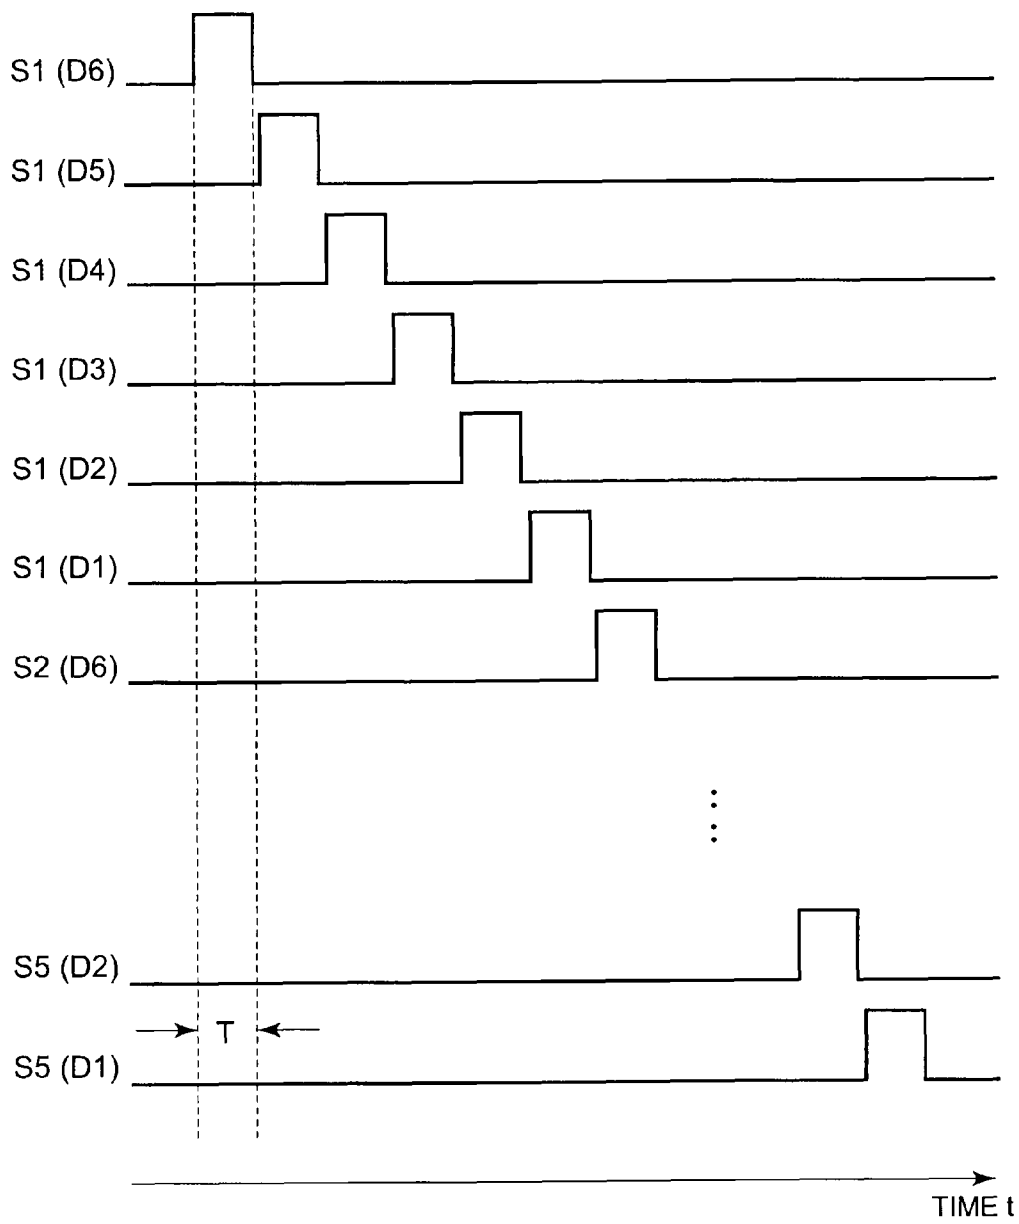 S1 (D6)
S1 (D5)
S1 (D4)
S1 (D3)
S1 (D2)
S1 (D1)
S2 (D6)
S5 (D2)
T
S5 (D1)
TIME t